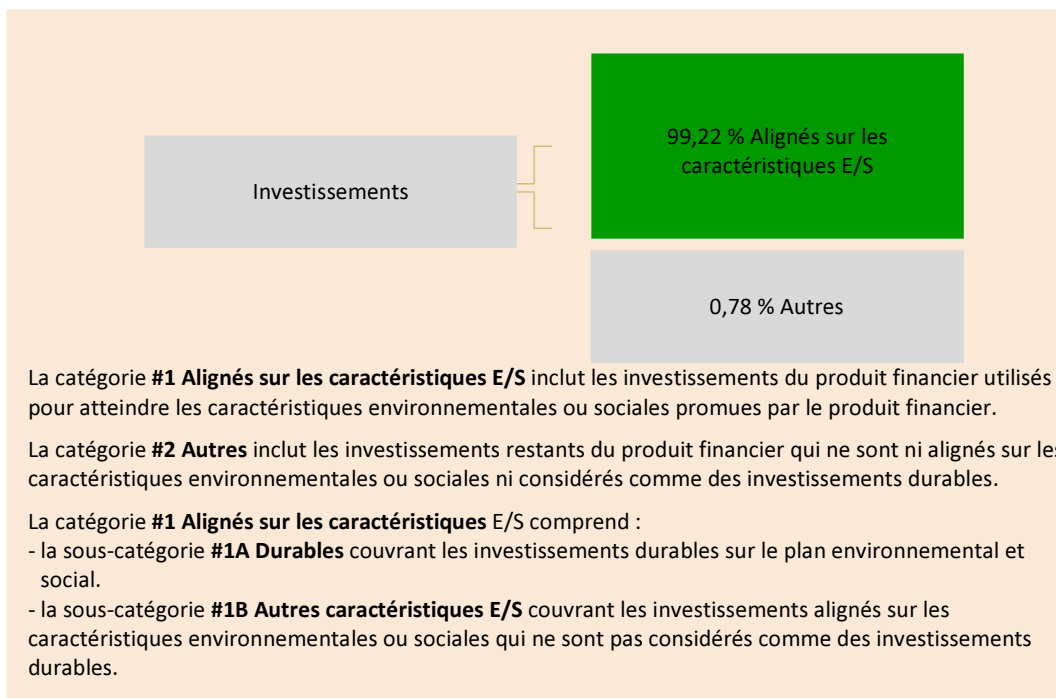 99,22 % Alignés sur les
caractéristiques E/S
Investissements
0,78 % Autres
La catégorie #1 Alignés sur les caractéristiques E/S inclut les investissements du produit financier utilisés
pour atteindre les caractéristiques environnementales ou sociales promues par le produit financier.
La catégorie #2 Autres inclut les investissements restants du produit financier qui ne sont ni alignés sur les
caractéristiques environnementales ou sociales ni considérés comme des investissements durables.
La catégorie #1 Alignés sur les caractéristiques E/S comprend :
- la sous-catégorie #1A Durables couvrant les investissements durables sur le plan environnemental et
social.
- la sous-catégorie #1B Autres caractéristiques E/S couvrant les investissements alignés sur les
caractéristiques environnementales ou sociales qui ne sont pas considérés comme des investissements
durables.